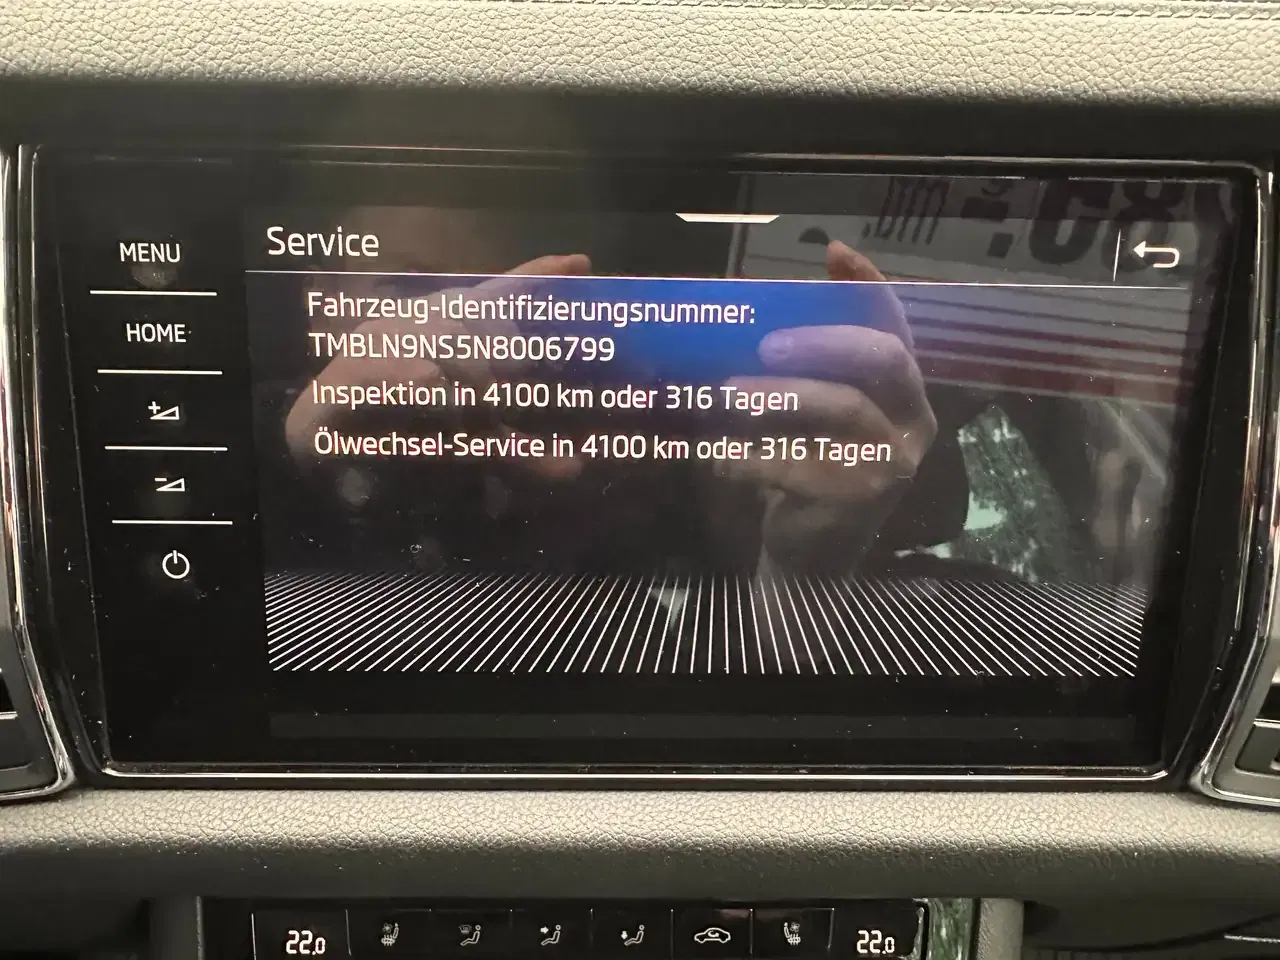 MENU
HOME
Service
Fahrzeug-Identifizierungsnummer:
TMBLN9NS5N8006799
Inspektion in 4100 km oder 316 Tagen
Ölwechsel-Service in 4100 km oder 316 Tagen
22.0
22.0